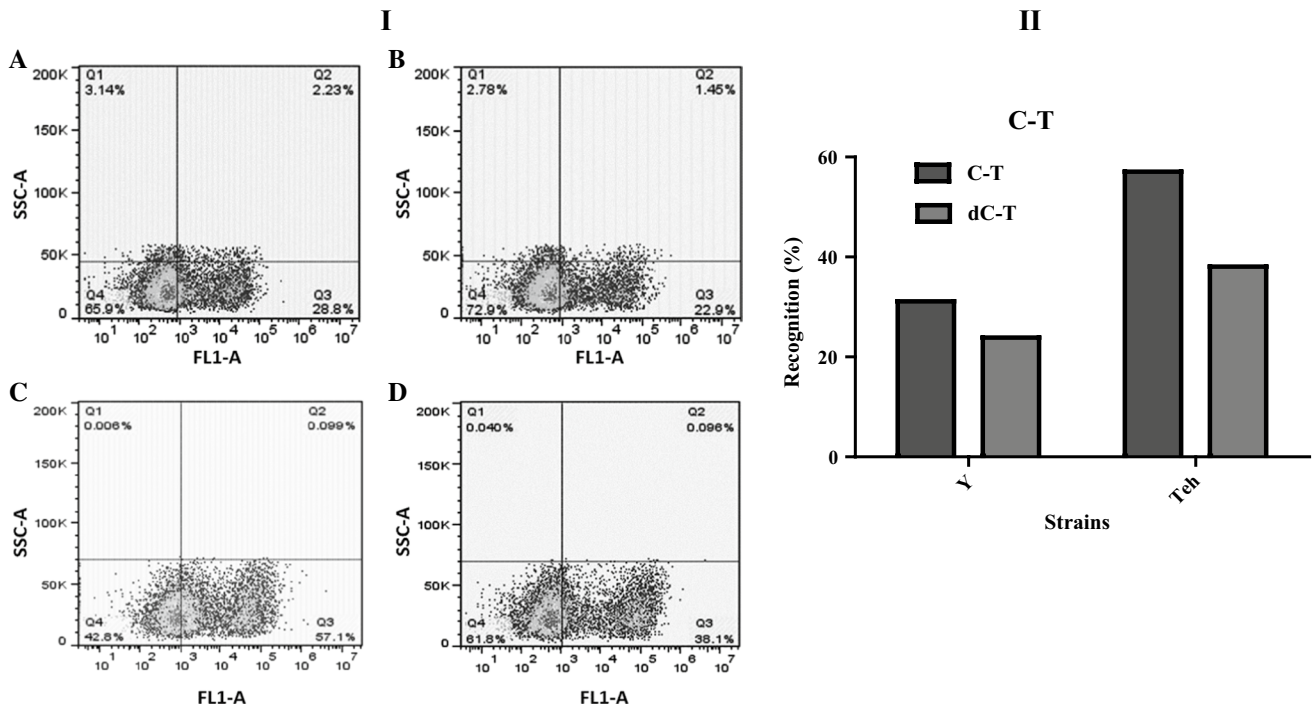 I
II
A
200K
150K
100K
50K
0
SSC-A
Q1
3.14%
Q2
2.23%
Q4
65.9%
Q3
28.8%
10^1 10^2 10^3 10^4 10^5 10^6 10^7
FL1-A
B
200K
150K
100K
50K
0
SSC-A
Q1
2.78%
Q2
1.45%
Q4
72.9%
Q3
22.9%
10^1 10^2 10^3 10^4 10^5 10^6 10^7
FL1-A
C
200K
150K
100K
50K
0
SSC-A
Q1
0.006%
Q2
0.099%
Q4
42.8%
Q3
57.1%
10^1 10^2 10^3 10^4 10^5 10^6 10^7
FL1-A
D
200K
150K
100K
50K
0
SSC-A
Q1
0.040%
Q2
0.096%
Q4
61.8%
Q3
38.1%
10^1 10^2 10^3 10^4 10^5 10^6 10^7
FL1-A
C-T
60
40
20
0
Recognition (%)
C-T
dC-T
Y
Teh
Strains